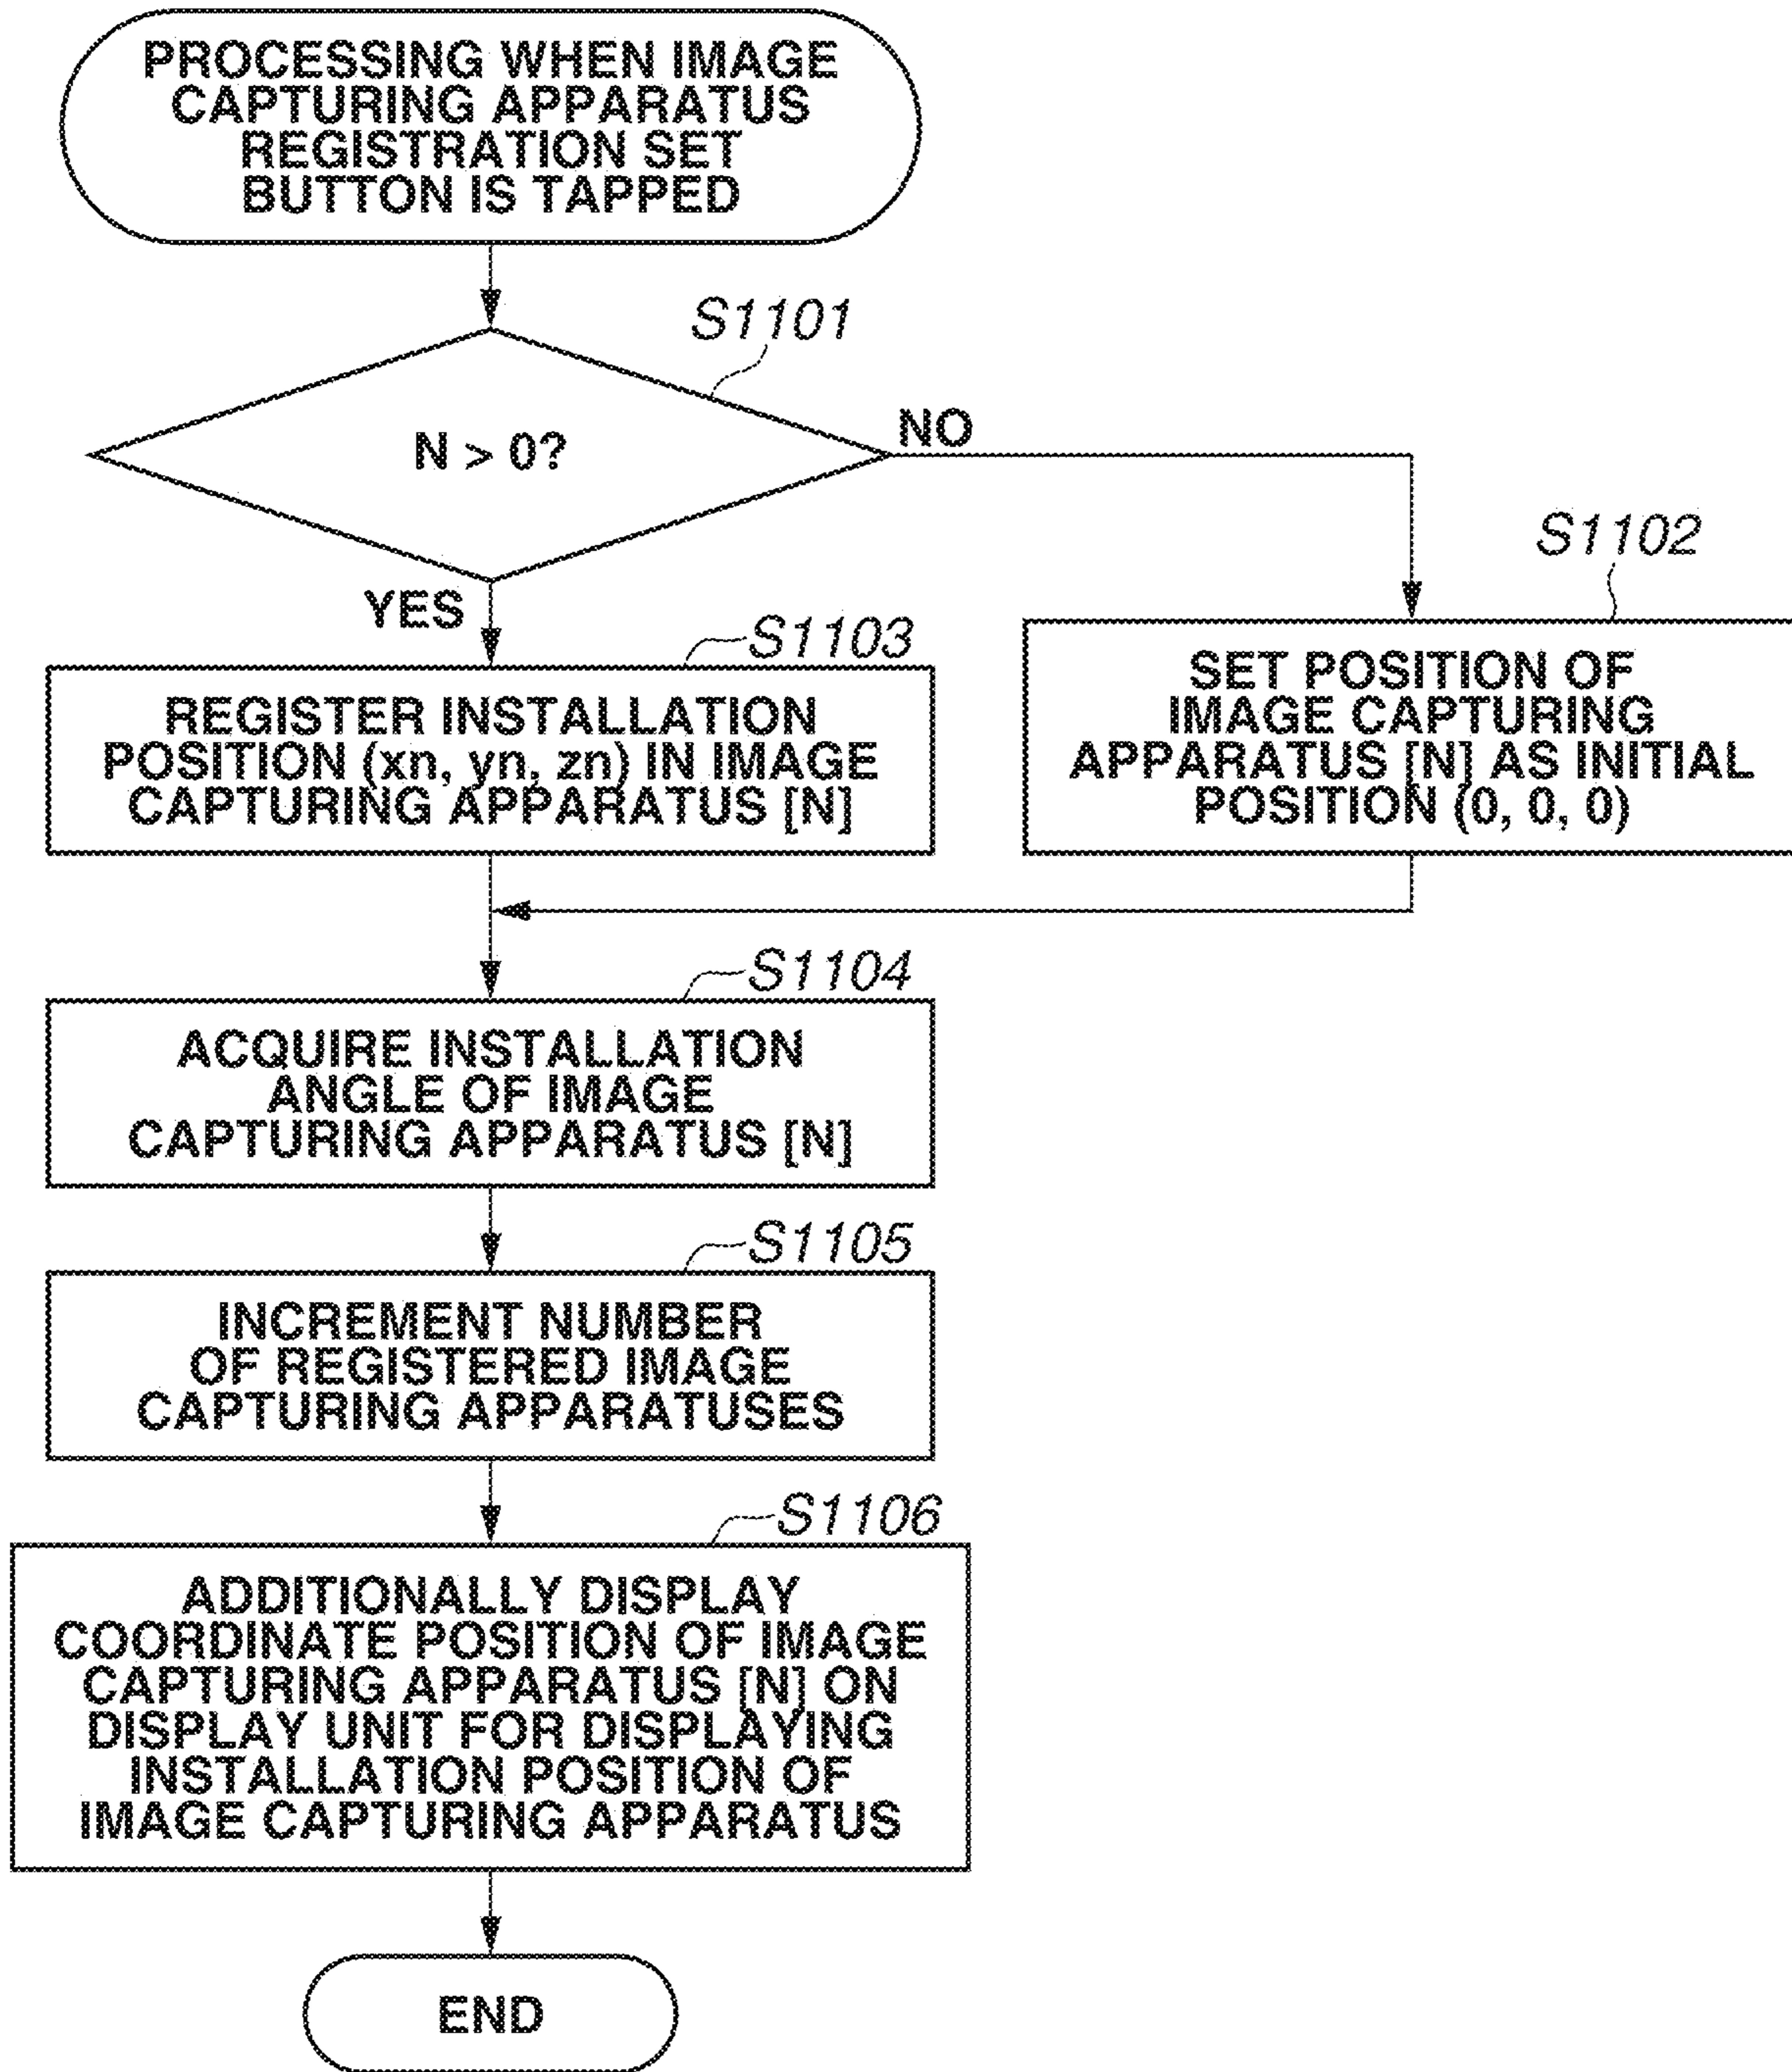 PROCESSING WHEN IMAGE
CAPTURING APPARATUS
REGISTRATION SET
BUTTON IS TAPPED
S1101
N > 0?
NO
YES
S1102
SET POSITION OF
IMAGE CAPTURING
APPARATUS [N] AS INITIAL
POSITION (0, 0, 0)
S1103
REGISTER INSTALLATION
POSITION (xn, yn, zn) IN IMAGE
CAPTURING APPARATUS [N]
S1104
ACQUIRE INSTALLATION
ANGLE OF IMAGE
CAPTURING APPARATUS [N]
S1105
INCREMENT NUMBER
OF REGISTERED IMAGE
CAPTURING APPARATUSES
S1106
ADDITIONALLY DISPLAY
COORDINATE POSITION OF IMAGE
CAPTURING APPARATUS [N] ON
DISPLAY UNIT FOR DISPLAYING
INSTALLATION POSITION OF
IMAGE CAPTURING APPARATUS
END